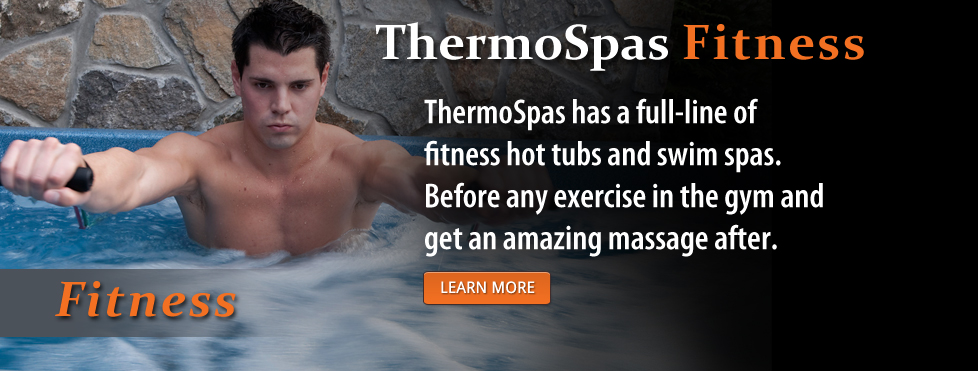 ThermoSpas Fitness
ThermoSpas has a full-line of
fitness hot tubs and swim spas.
Before any exercise in the gym and
get an amazing massage after.
LEARN MORE
Fitness